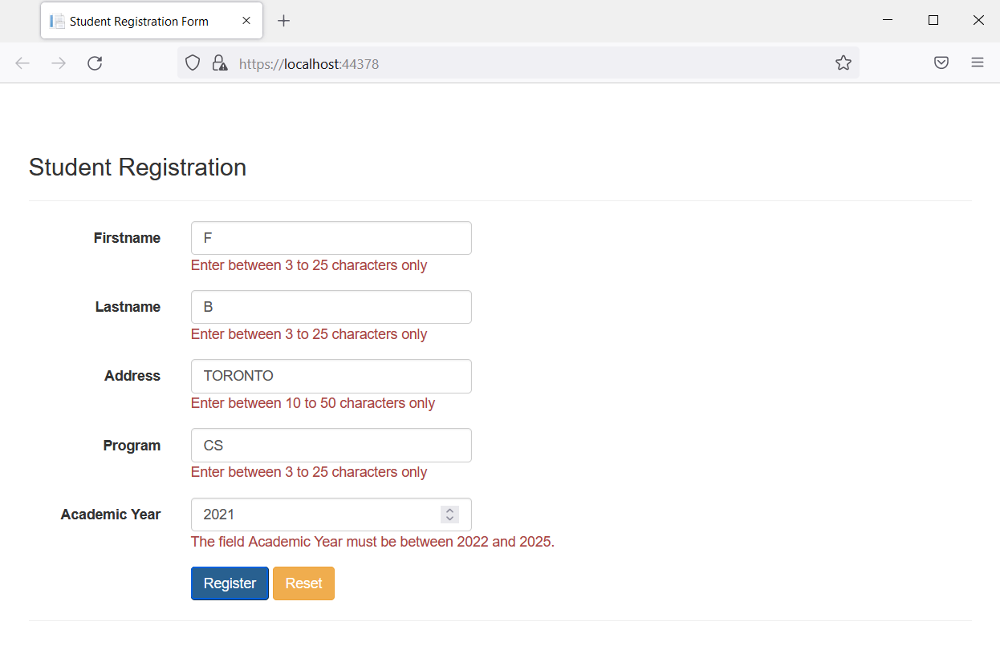 Student Registration Form
https://localhost:44378
Student Registration
Firstname
F
Enter between 3 to 25 characters only
Lastname
B
Enter between 3 to 25 characters only
Address
TORONTO
Enter between 10 to 50 characters only
Program
CS
Enter between 3 to 25 characters only
Academic Year
2021
The field Academic Year must be between 2022 and 2025.
Register Reset